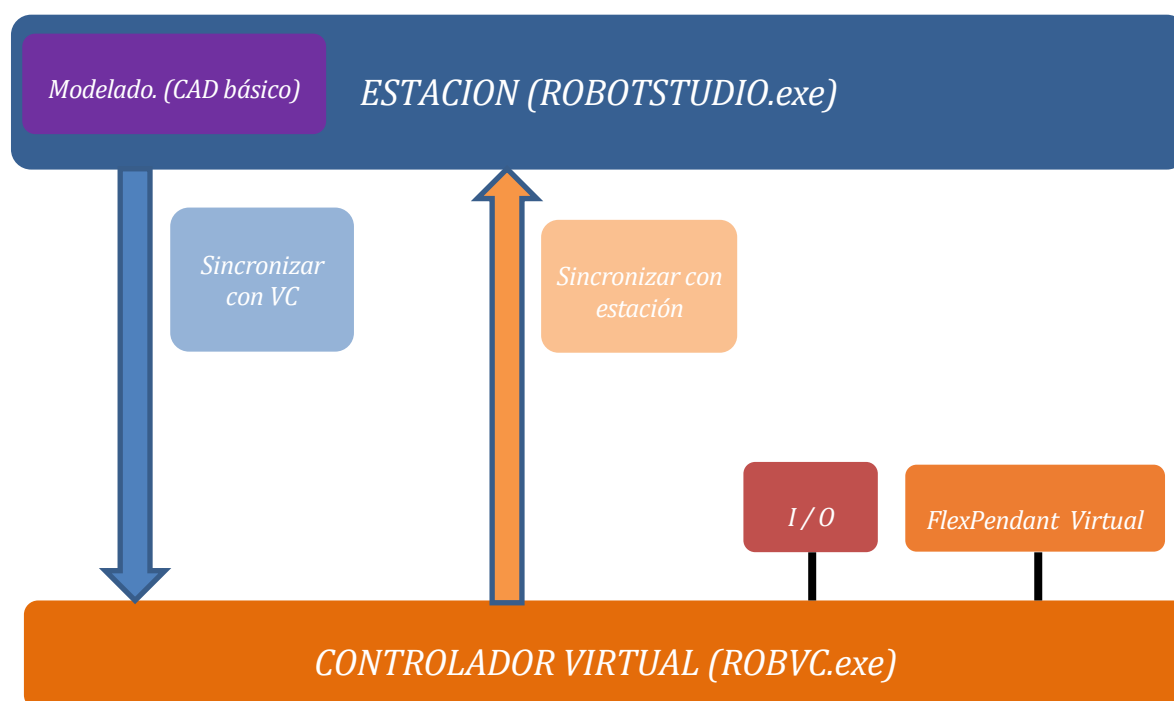 Modelado. (CAD básico)
ESTACION (ROBOTSTUDIO.exe)
Sincronizar
con VC
Sincronizar con
estación
I / O
FlexPendant Virtual
CONTROLADOR VIRTUAL (ROBVC.exe)